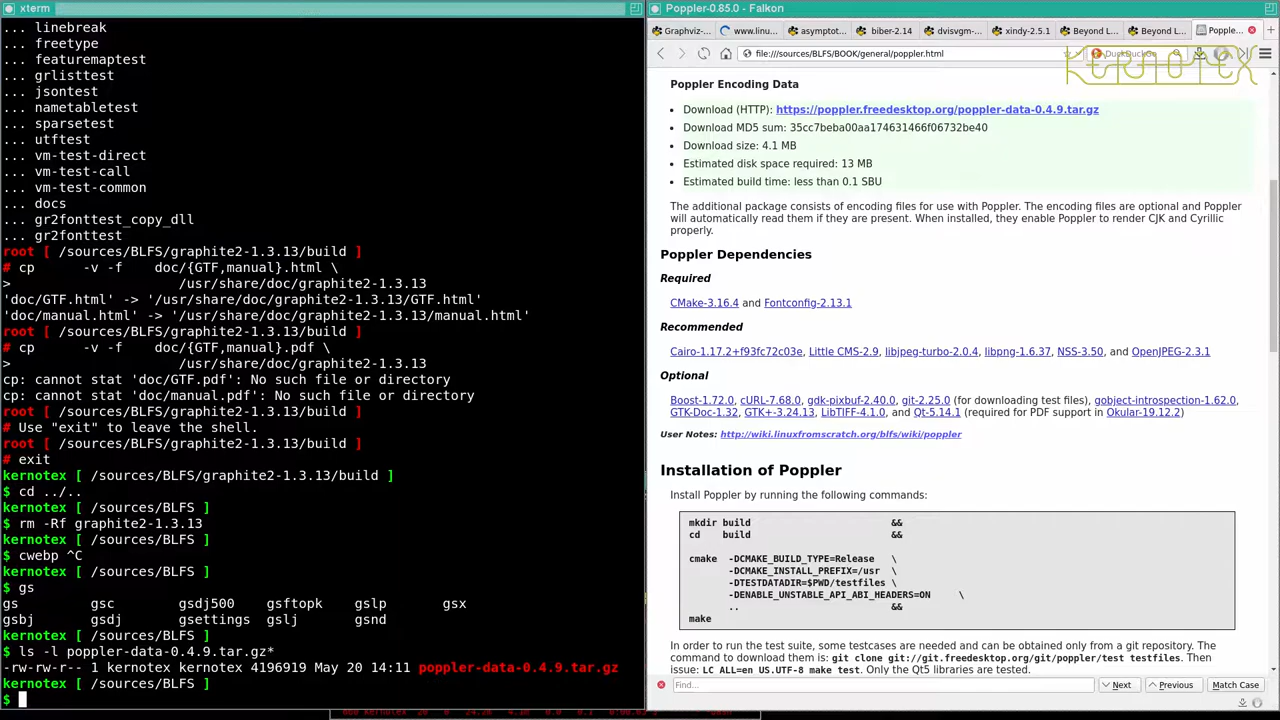 xterm
... linebreak
... freetype
... featuremaptest
... grlisttest
... jsontest
... nametabletest
... sparsetest
... utftest
... vm-test-direct
... vm-test-call
... vm-test-common
... docs
... gr2fonttest_copy_dll
... gr2fonttest
root [ /sources/BLFS/graphite2-1.3.13/build ]
# cp      -v -f    doc/{GTF,manual}.html \
>                   /usr/share/doc/graphite2-1.3.13
'doc/GTF.html' -> '/usr/share/doc/graphite2-1.3.13/GTF.html'
'doc/manual.html' -> '/usr/share/doc/graphite2-1.3.13/manual.html'
root [ /sources/BLFS/graphite2-1.3.13/build ]
# cp      -v -f    doc/{GTF,manual}.pdf \
>                   /usr/share/doc/graphite2-1.3.13
cp: cannot stat 'doc/GTF.pdf': No such file or directory
cp: cannot stat 'doc/manual.pdf': No such file or directory
root [ /sources/BLFS/graphite2-1.3.13/build ]
# Use "exit" to leave the shell.
root [ /sources/BLFS/graphite2-1.3.13/build ]
# exit
kernotex [ /sources/BLFS/graphite2-1.3.13/build ]
$ cd ../..
kernotex [ /sources/BLFS ]
$ rm -Rf graphite2-1.3.13
kernotex [ /sources/BLFS ]
$ cwebp ^C
kernotex [ /sources/BLFS ]
$ gs
gs         gsc        gsdj500    gsftopk    gslp       gsx
gsbj       gsdj       gsettings  gslj       gsnd
kernotex [ /sources/BLFS ]
$ ls -l poppler-data-0.4.9.tar.gz*
-rw-rw-r-- 1 kernotex kernotex 4196919 May 20 14:11 poppler-data-0.4.9.tar.gz
kernotex [ /sources/BLFS ]
$
Poppler-0.85.0 - Falkon
Graphviz-... www.linu... asymptot... biber-2.14 dvisvgm-... xindy-2.5.1 Beyond L... Beyond L... Popple...
file:///sources/BLFS/BOOK/general/poppler.html DuckDuckGo
KERNOTEX
Poppler Encoding Data
• Download (HTTP): https://poppler.freedesktop.org/poppler-data-0.4.9.tar.gz
• Download MD5 sum: 35cc7beba00aa174631466f06732be40
• Download size: 4.1 MB
• Estimated disk space required: 13 MB
• Estimated build time: less than 0.1 SBU
The additional package consists of encoding files for use with Poppler. The encoding files are optional and Poppler
will automatically read them if they are present. When installed, they enable Poppler to render CJK and Cyrillic
properly.
Poppler Dependencies
Required
CMake-3.16.4 and Fontconfig-2.13.1
Recommended
Cairo-1.17.2+f93fc72c03e, Little CMS-2.9, libjpeg-turbo-2.0.4, libpng-1.6.37, NSS-3.50, and OpenJPEG-2.3.1
Optional
Boost-1.72.0, cURL-7.68.0, gdk-pixbuf-2.40.0, git-2.25.0 (for downloading test files), gobject-introspection-1.62.0,
GTK-Doc-1.32, GTK+-3.24.13, LibTIFF-4.1.0, and Qt-5.14.1 (required for PDF support in Okular-19.12.2)
User Notes: http://wiki.linuxfromscratch.org/blfs/wiki/poppler
Installation of Poppler
Install Poppler by running the following commands:
mkdir build                         &&
cd    build                         &&
cmake  -DCMAKE_BUILD_TYPE=Release   \
       -DCMAKE_INSTALL_PREFIX=/usr  \
       -DTESTDATADIR=$PWD/testfiles \
       -DENABLE_UNSTABLE_API_ABI_HEADERS=ON     \
       ..                           &&
make
In order to run the test suite, some testcases are needed and can be obtained only from a git repository. The
command to download them is: git clone git://git.freedesktop.org/git/poppler/test testfiles. Then
issue: LC_ALL=en_US.UTF-8 make test. Only the Qt5 libraries are tested.
Find... Next Previous Match Case